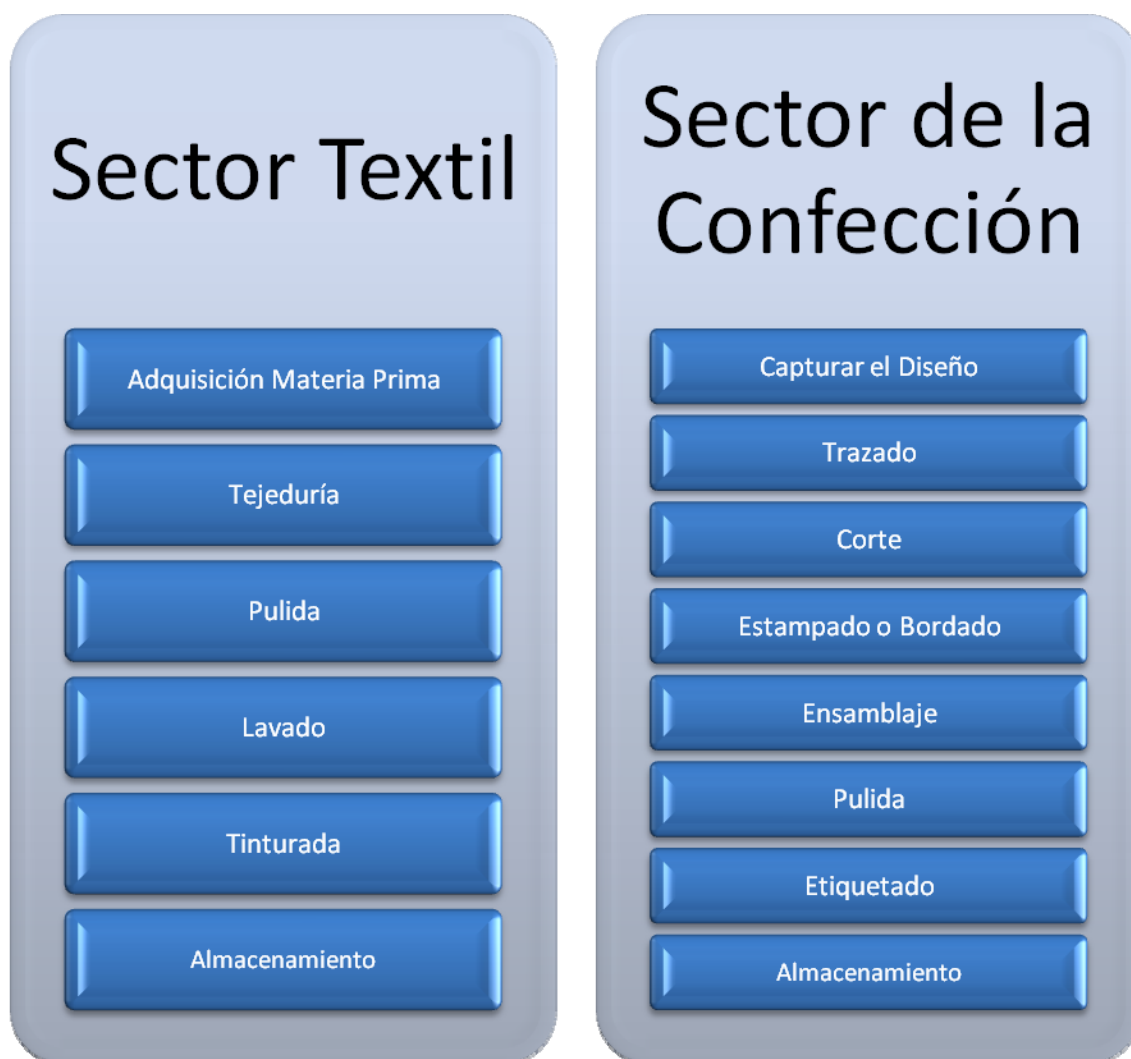 Sector Textil
Adquisición Materia Prima
Tejeduría
Pulida
Lavado
Tinturada
Almacenamiento
Sector de la
Confección
Capturar el Diseño
Trazado
Corte
Estampado o Bordado
Ensamblaje
Pulida
Etiquetado
Almacenamiento